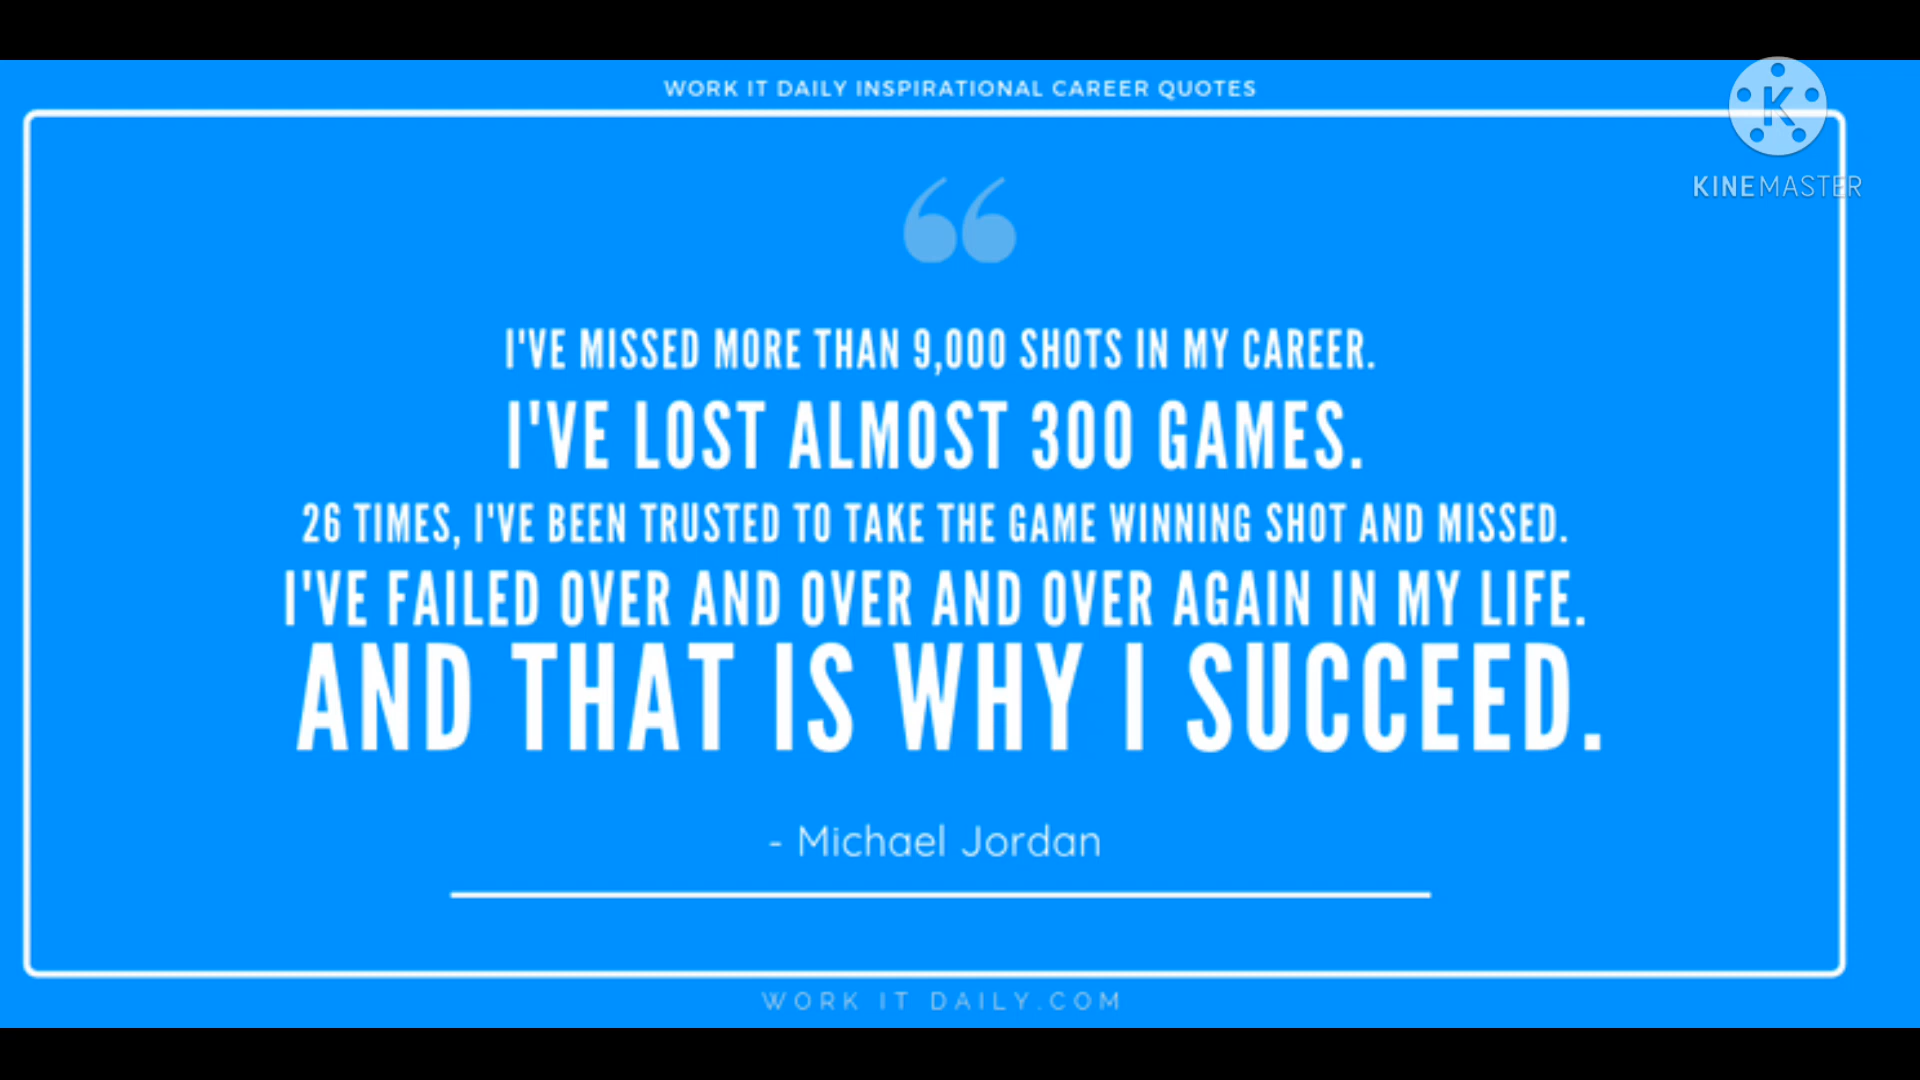 WORK IT DAILY INSPIRATIONAL CAREER QUOTES
K
KINEMASTER
“
I'VE MISSED MORE THAN 9,000 SHOTS IN MY CAREER.
I'VE LOST ALMOST 300 GAMES.
26 TIMES, I'VE BEEN TRUSTED TO TAKE THE GAME WINNING SHOT AND MISSED.
I'VE FAILED OVER AND OVER AND OVER AGAIN IN MY LIFE.
AND THAT IS WHY I SUCCEED.
- Michael Jordan
WORK IT DAILY.COM